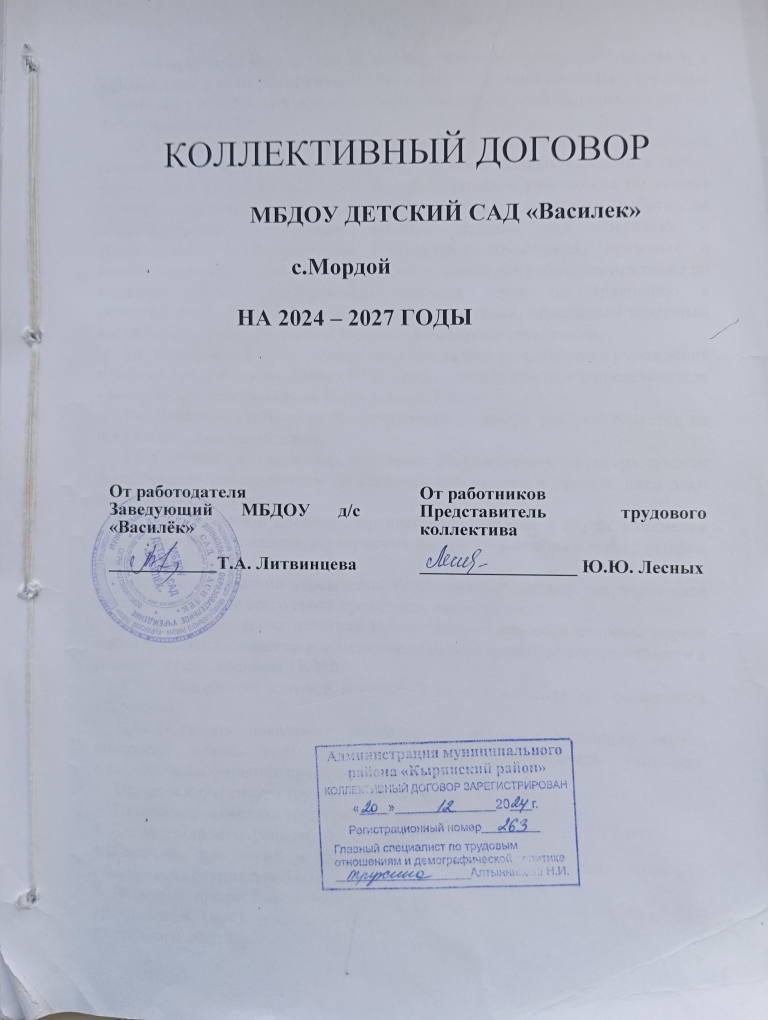 КОЛЛЕКТИВНЫЙ ДОГОВОР
МБДОУ ДЕТСКИЙ САД «Василек»
с.Мордой
НА 2024 – 2027 ГОДЫ
От работодателя
Заведующий МБДОУ д/с
«Василёк»
Т.А. Литвинцева
От работников
Представитель трудового
коллектива
Ю.Ю. Лесных
Администрация муниципального
района «Кыринский район»
КОЛЛЕКТИВНЫЙ ДОГОВОР ЗАРЕГИСТРИРОВАН
«20» 12 2024 г.
Регистрационный номер 263
Главный специалист по трудовым
отношениям и демографической политике
Н.И.